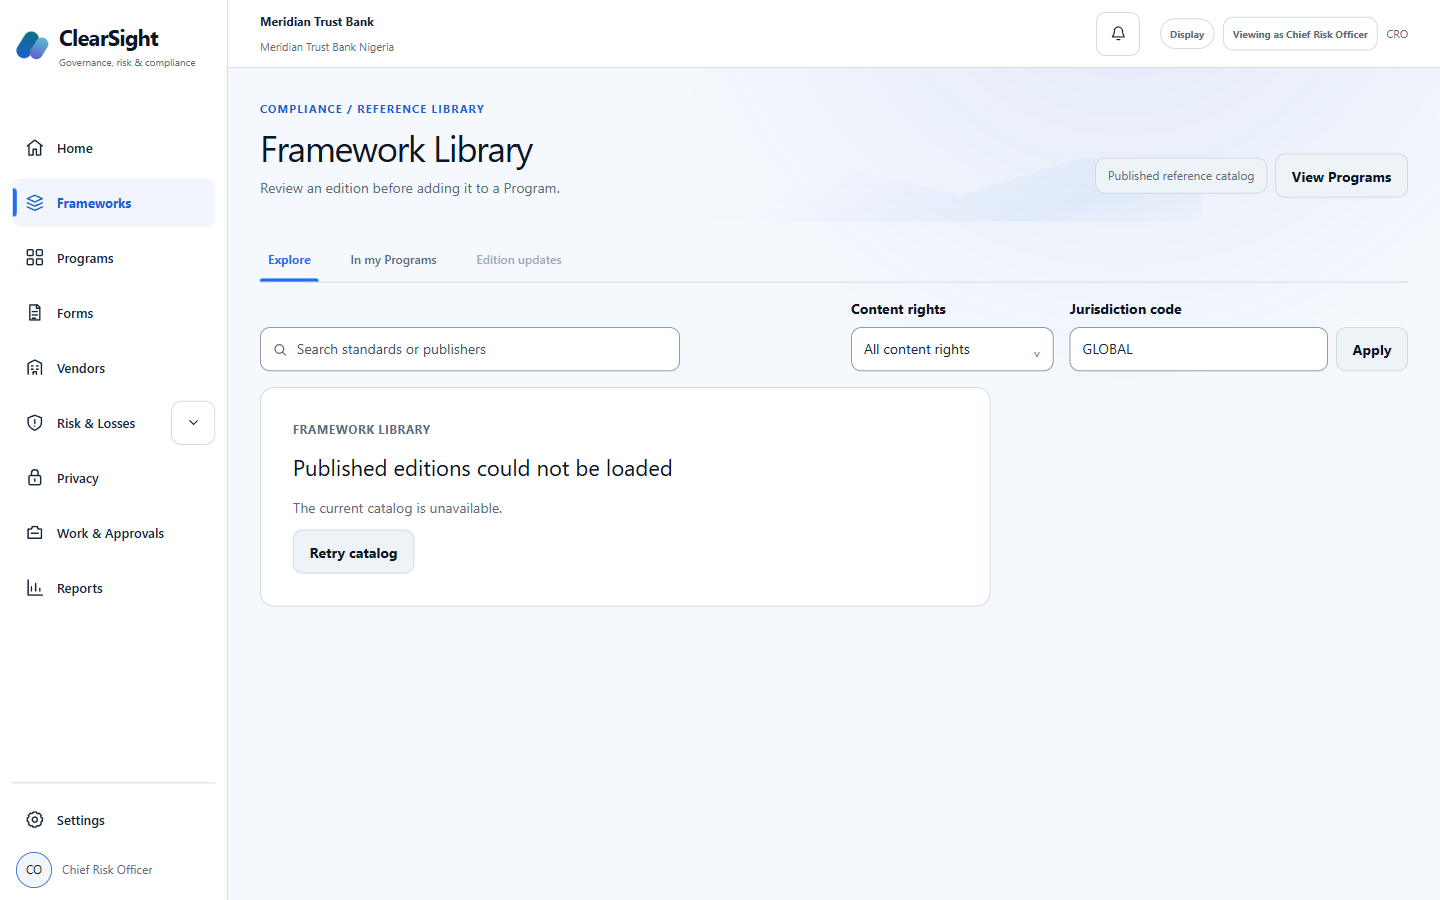 ClearSight
Governance, risk & compliance
Home
Frameworks
Programs
Forms
Vendors
Risk & Losses
Privacy
Work & Approvals
Reports
Settings
CO
Chief Risk Officer
Meridian Trust Bank
Meridian Trust Bank Nigeria
Display
Viewing as Chief Risk Officer
CRO
COMPLIANCE / REFERENCE LIBRARY
Framework Library
Review an edition before adding it to a Program.
Published reference catalog
View Programs
Explore
In my Programs
Edition updates
Search standards or publishers
Content rights
All content rights
Jurisdiction code
GLOBAL
Apply
FRAMEWORK LIBRARY
Published editions could not be loaded
The current catalog is unavailable.
Retry catalog